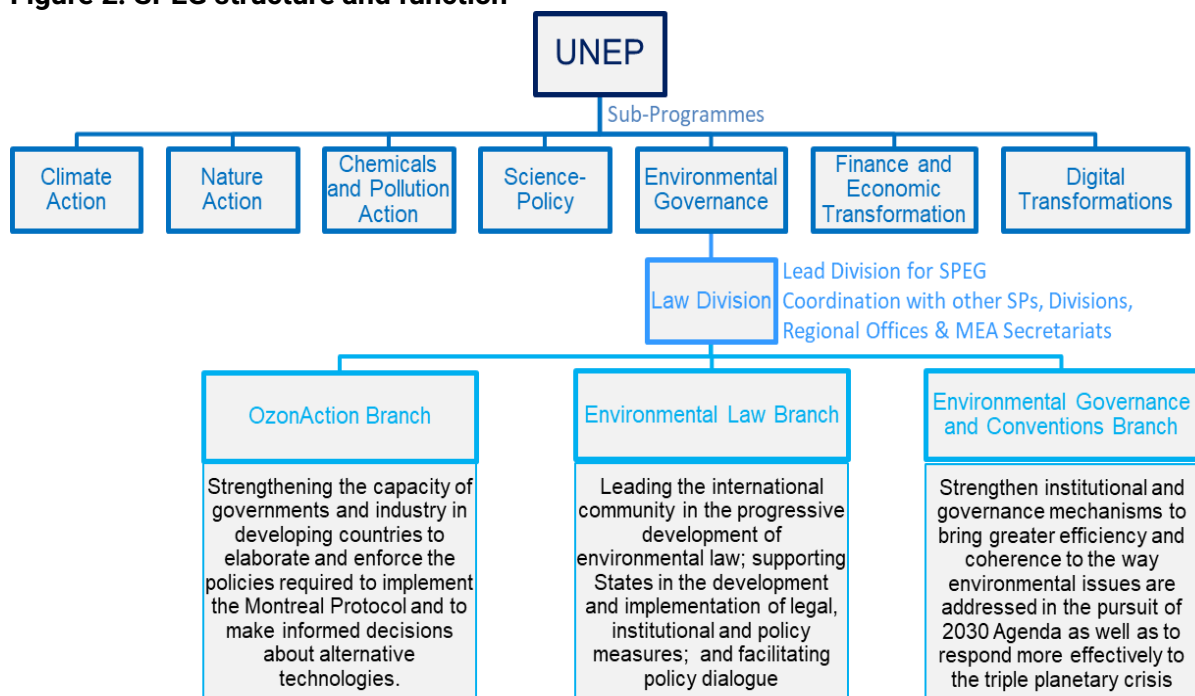 UNEP
Sub-Programmes
Climate
Action
Nature
Action
Chemicals
and Pollution
Action
Science-
Policy
Environmental
Governance
Finance and
Economic
Transformation
Digital
Transformations
Law Division
Lead Division for SPEG
Coordination with other SPs, Divisions,
Regional Offices & MEA Secretariats
OzonAction Branch
Strengthening the capacity of
governments and industry in
developing countries to
elaborate and enforce the
policies required to implement
the Montreal Protocol and to
make informed decisions
about alternative
technologies.
Environmental Law Branch
Leading the international
community in the progressive
development of
environmental law; supporting
States in the development
and implementation of legal,
institutional and policy
measures; and facilitating
policy dialogue
Environmental Governance
and Conventions Branch
Strengthen institutional and
governance mechanisms to
bring greater efficiency and
coherence to the way
environmental issues are
addressed in the pursuit of
2030 Agenda as well as to
respond more effectively to
the triple planetary crisis